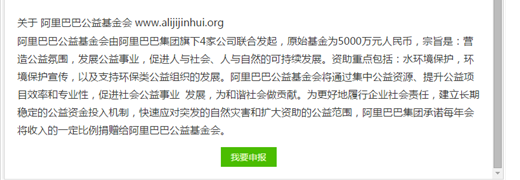 关于 阿里巴巴公益基金会 www.alijijinhui.org
阿里巴巴公益基金会由阿里巴巴集团旗下4家公司联合发起，原始基金为5000万元人民币，宗旨是：营
造公益氛围，发展公益事业，促进人与社会、人与自然的可持续发展。资助重点包括：水环境保护，环
境保护宣传，以及支持环保类公益组织的发展。阿里巴巴公益基金会将通过集中公益资源、提升公益项
目效率和专业性，促进社会公益事业 发展，为和谐社会做贡献。为更好地履行企业社会责任，建立长期
稳定的公益资金投入机制，快速应对突发的自然灾害和扩大资助的公益范围，阿里巴巴集团承诺每年会
将收入的一定比例捐赠给阿里巴巴公益基金会。
我要申报